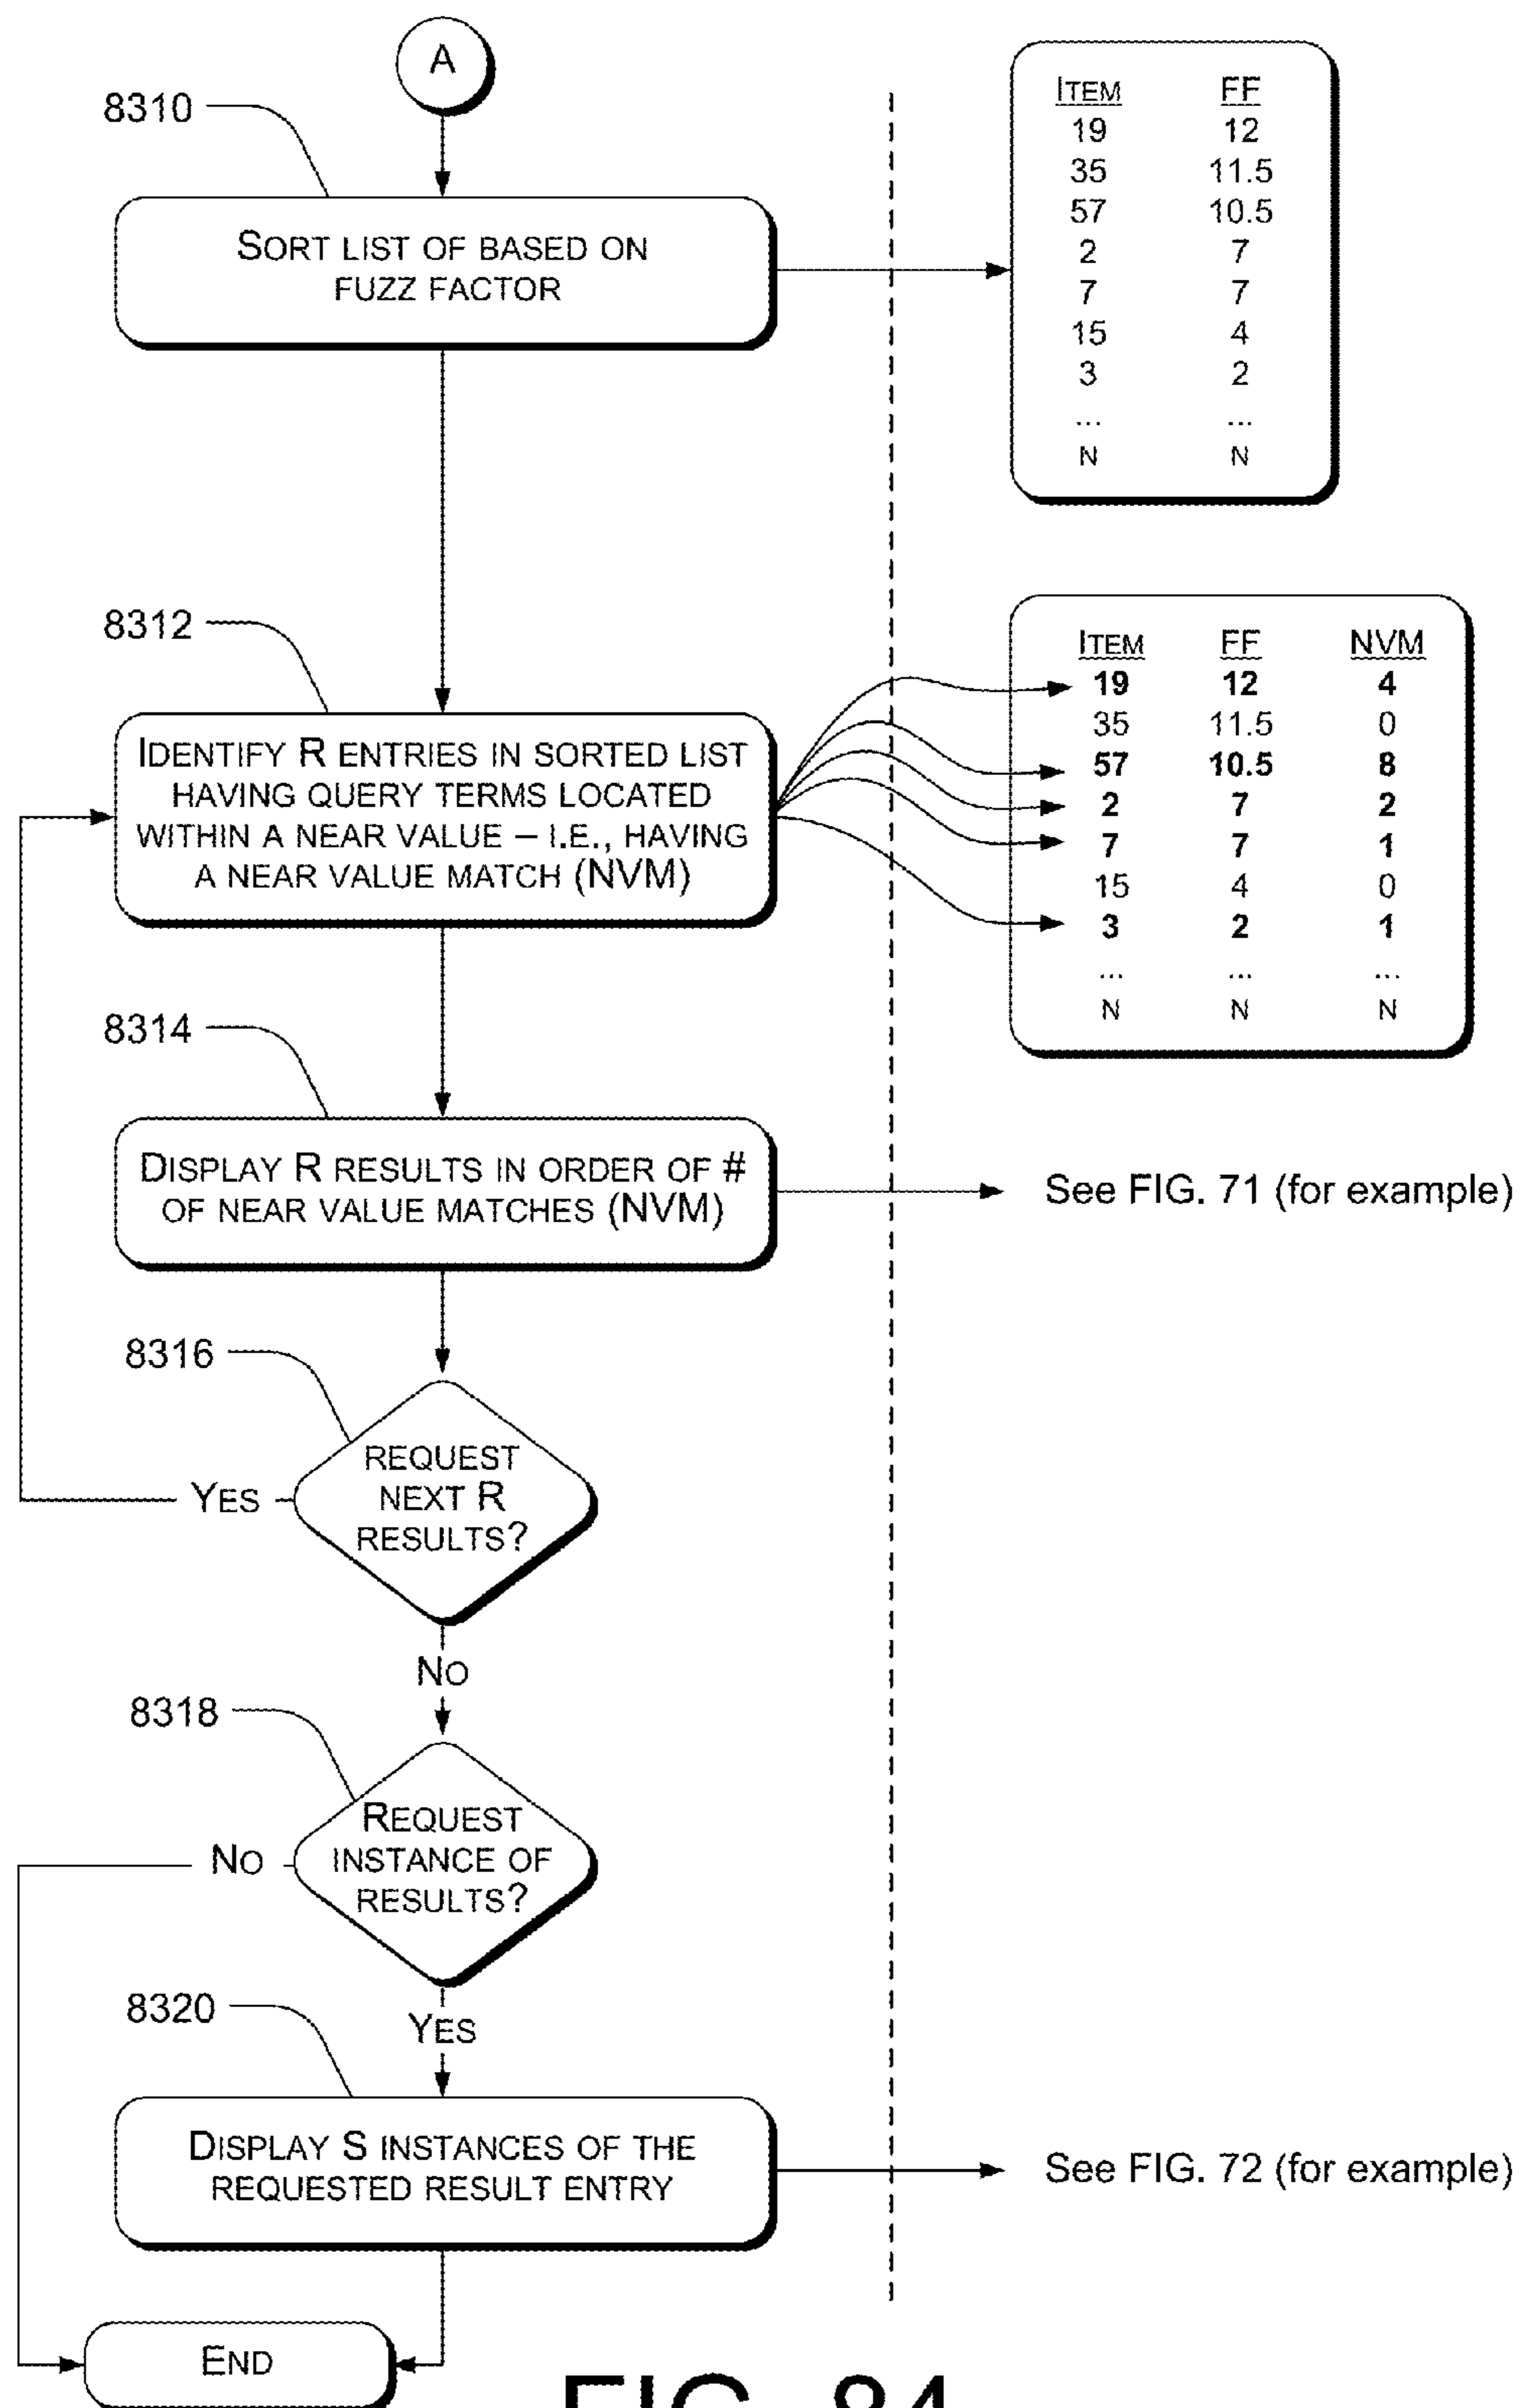 A
8310
SORT LIST OF BASED ON
FUZZ FACTOR
ITEM FF
19 12
35 11.5
57 10.5
2 7
7 7
15 4
3 2
... ...
N N
8312
IDENTIFY R ENTRIES IN SORTED LIST
HAVING QUERY TERMS LOCATED
WITHIN A NEAR VALUE – I.E., HAVING
A NEAR VALUE MATCH (NVM)
ITEM FF NVM
19 12 4
35 11.5 0
57 10.5 8
2 7 2
7 7 1
15 4 0
3 2 1
... ... ...
N N N
8314
DISPLAY R RESULTS IN ORDER OF #
OF NEAR VALUE MATCHES (NVM)
See FIG. 71 (for example)
8316
REQUEST
NEXT R
RESULTS?
YES
NO
8318
REQUEST
INSTANCE OF
RESULTS?
NO
YES
8320
DISPLAY S INSTANCES OF THE
REQUESTED RESULT ENTRY
See FIG. 72 (for example)
END
FIG. 84